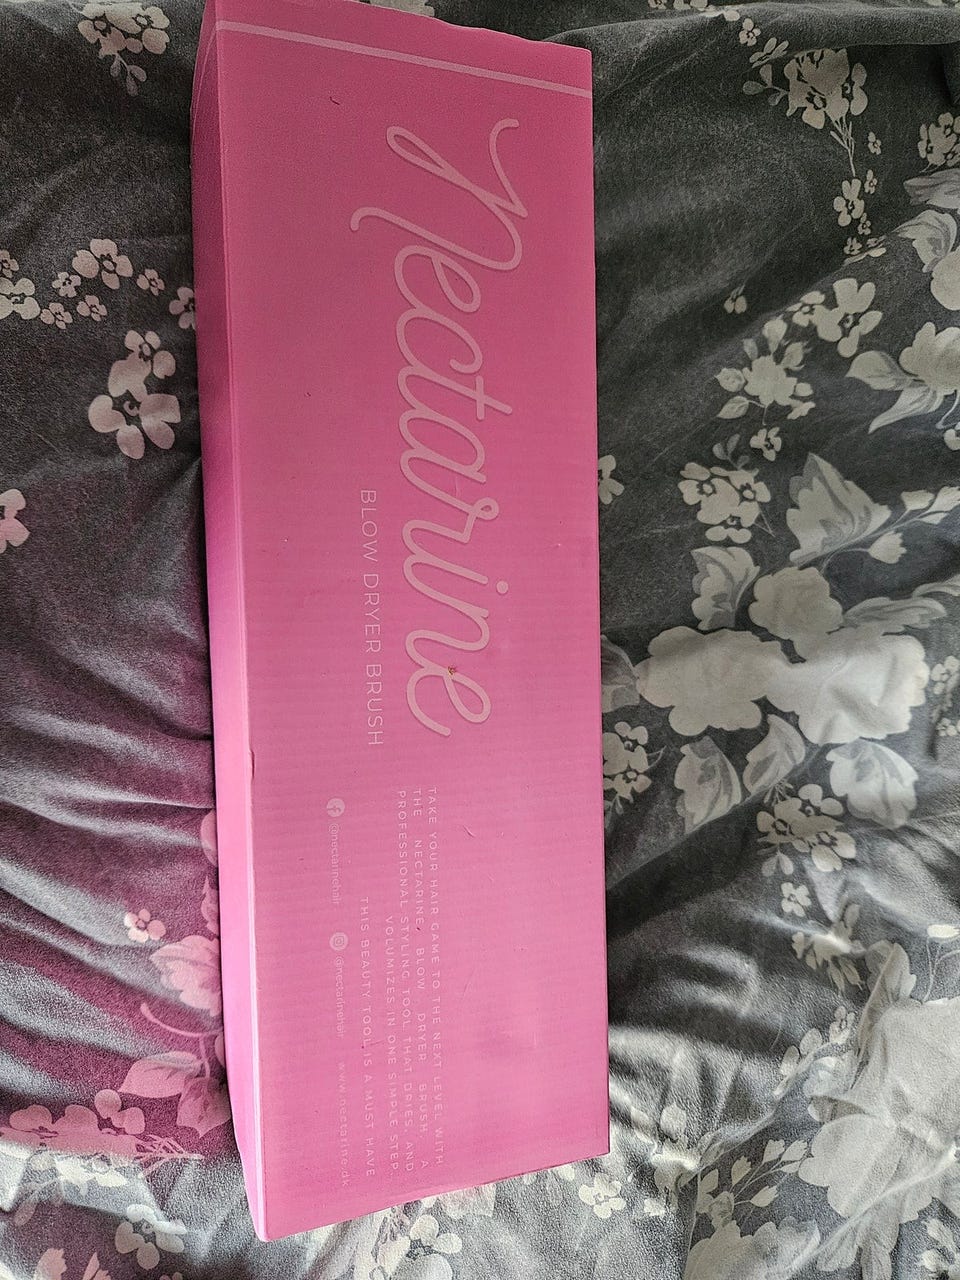 Nectarine
BLOW DRYER BRUSH
TAKE YOUR HAIR GAME TO THE NEXT LEVEL WITH
THE NECTARINE, BLOW DRYER BRUSH. A
PROFESSIONAL STYLING TOOL THAT DRIES, AND
VOLUMIZES IN ONE SIMPLE STEP.
THIS BEAUTY TOOL IS A MUST HAVE
@nectarinehair @nectarinehair www.nectarine.dk